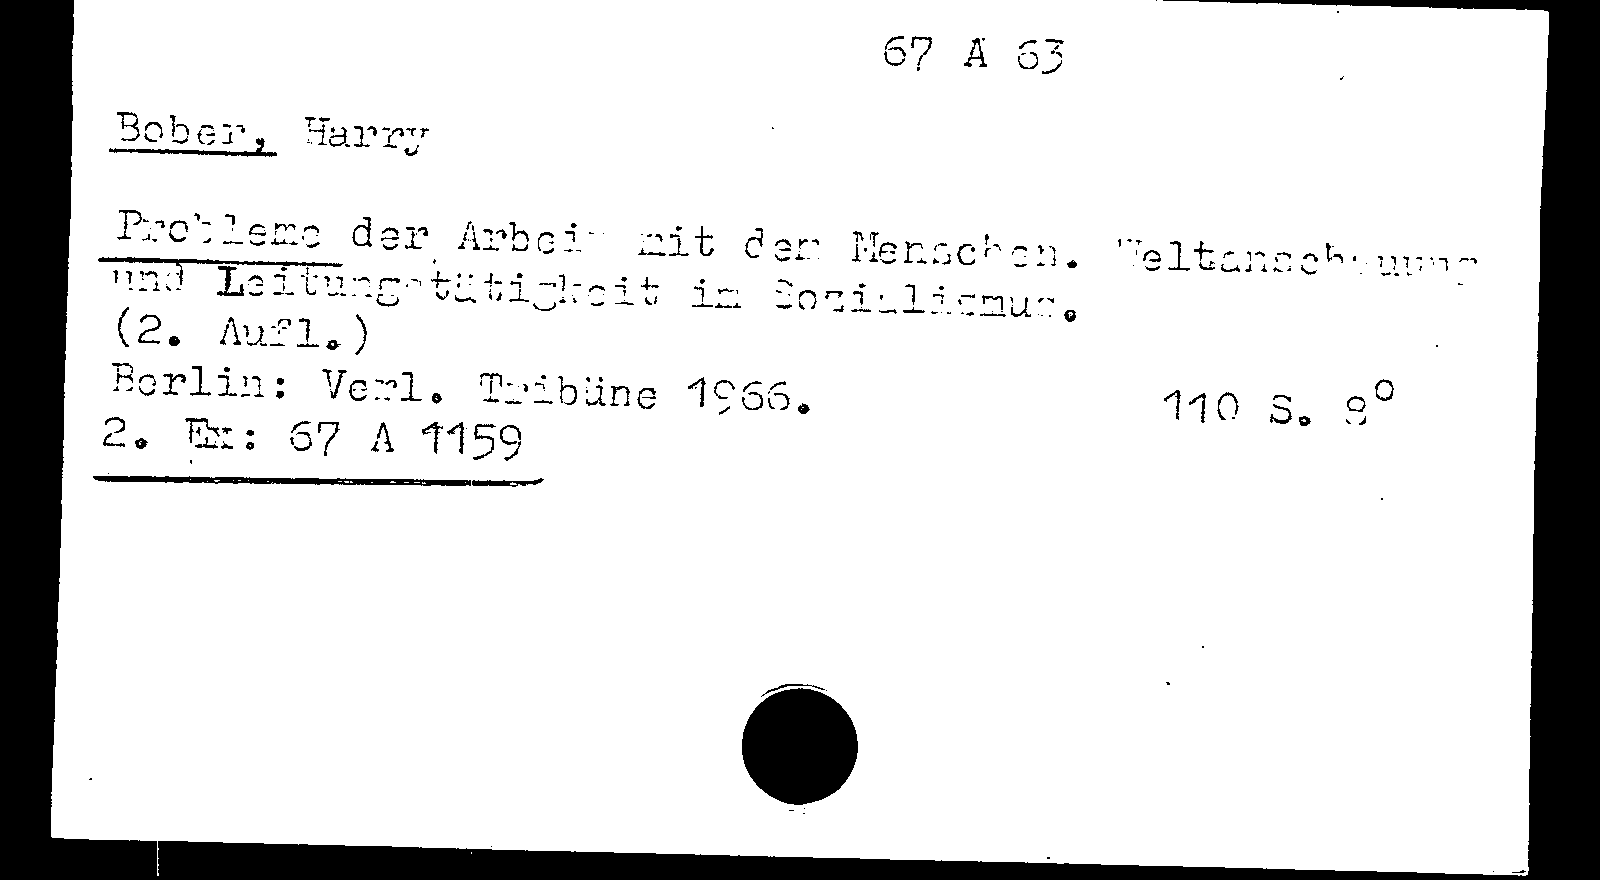 67 A 63
Bober, Harry
Probleme der Arbeit mit den Menschen. Weltanschauung
und Leitungstätigkeit im Sozialismus.
(2. Aufl.)
Berlin: Verl. Tribüne 1966. 110 S. 8°
2. Ex: 67 A 1159